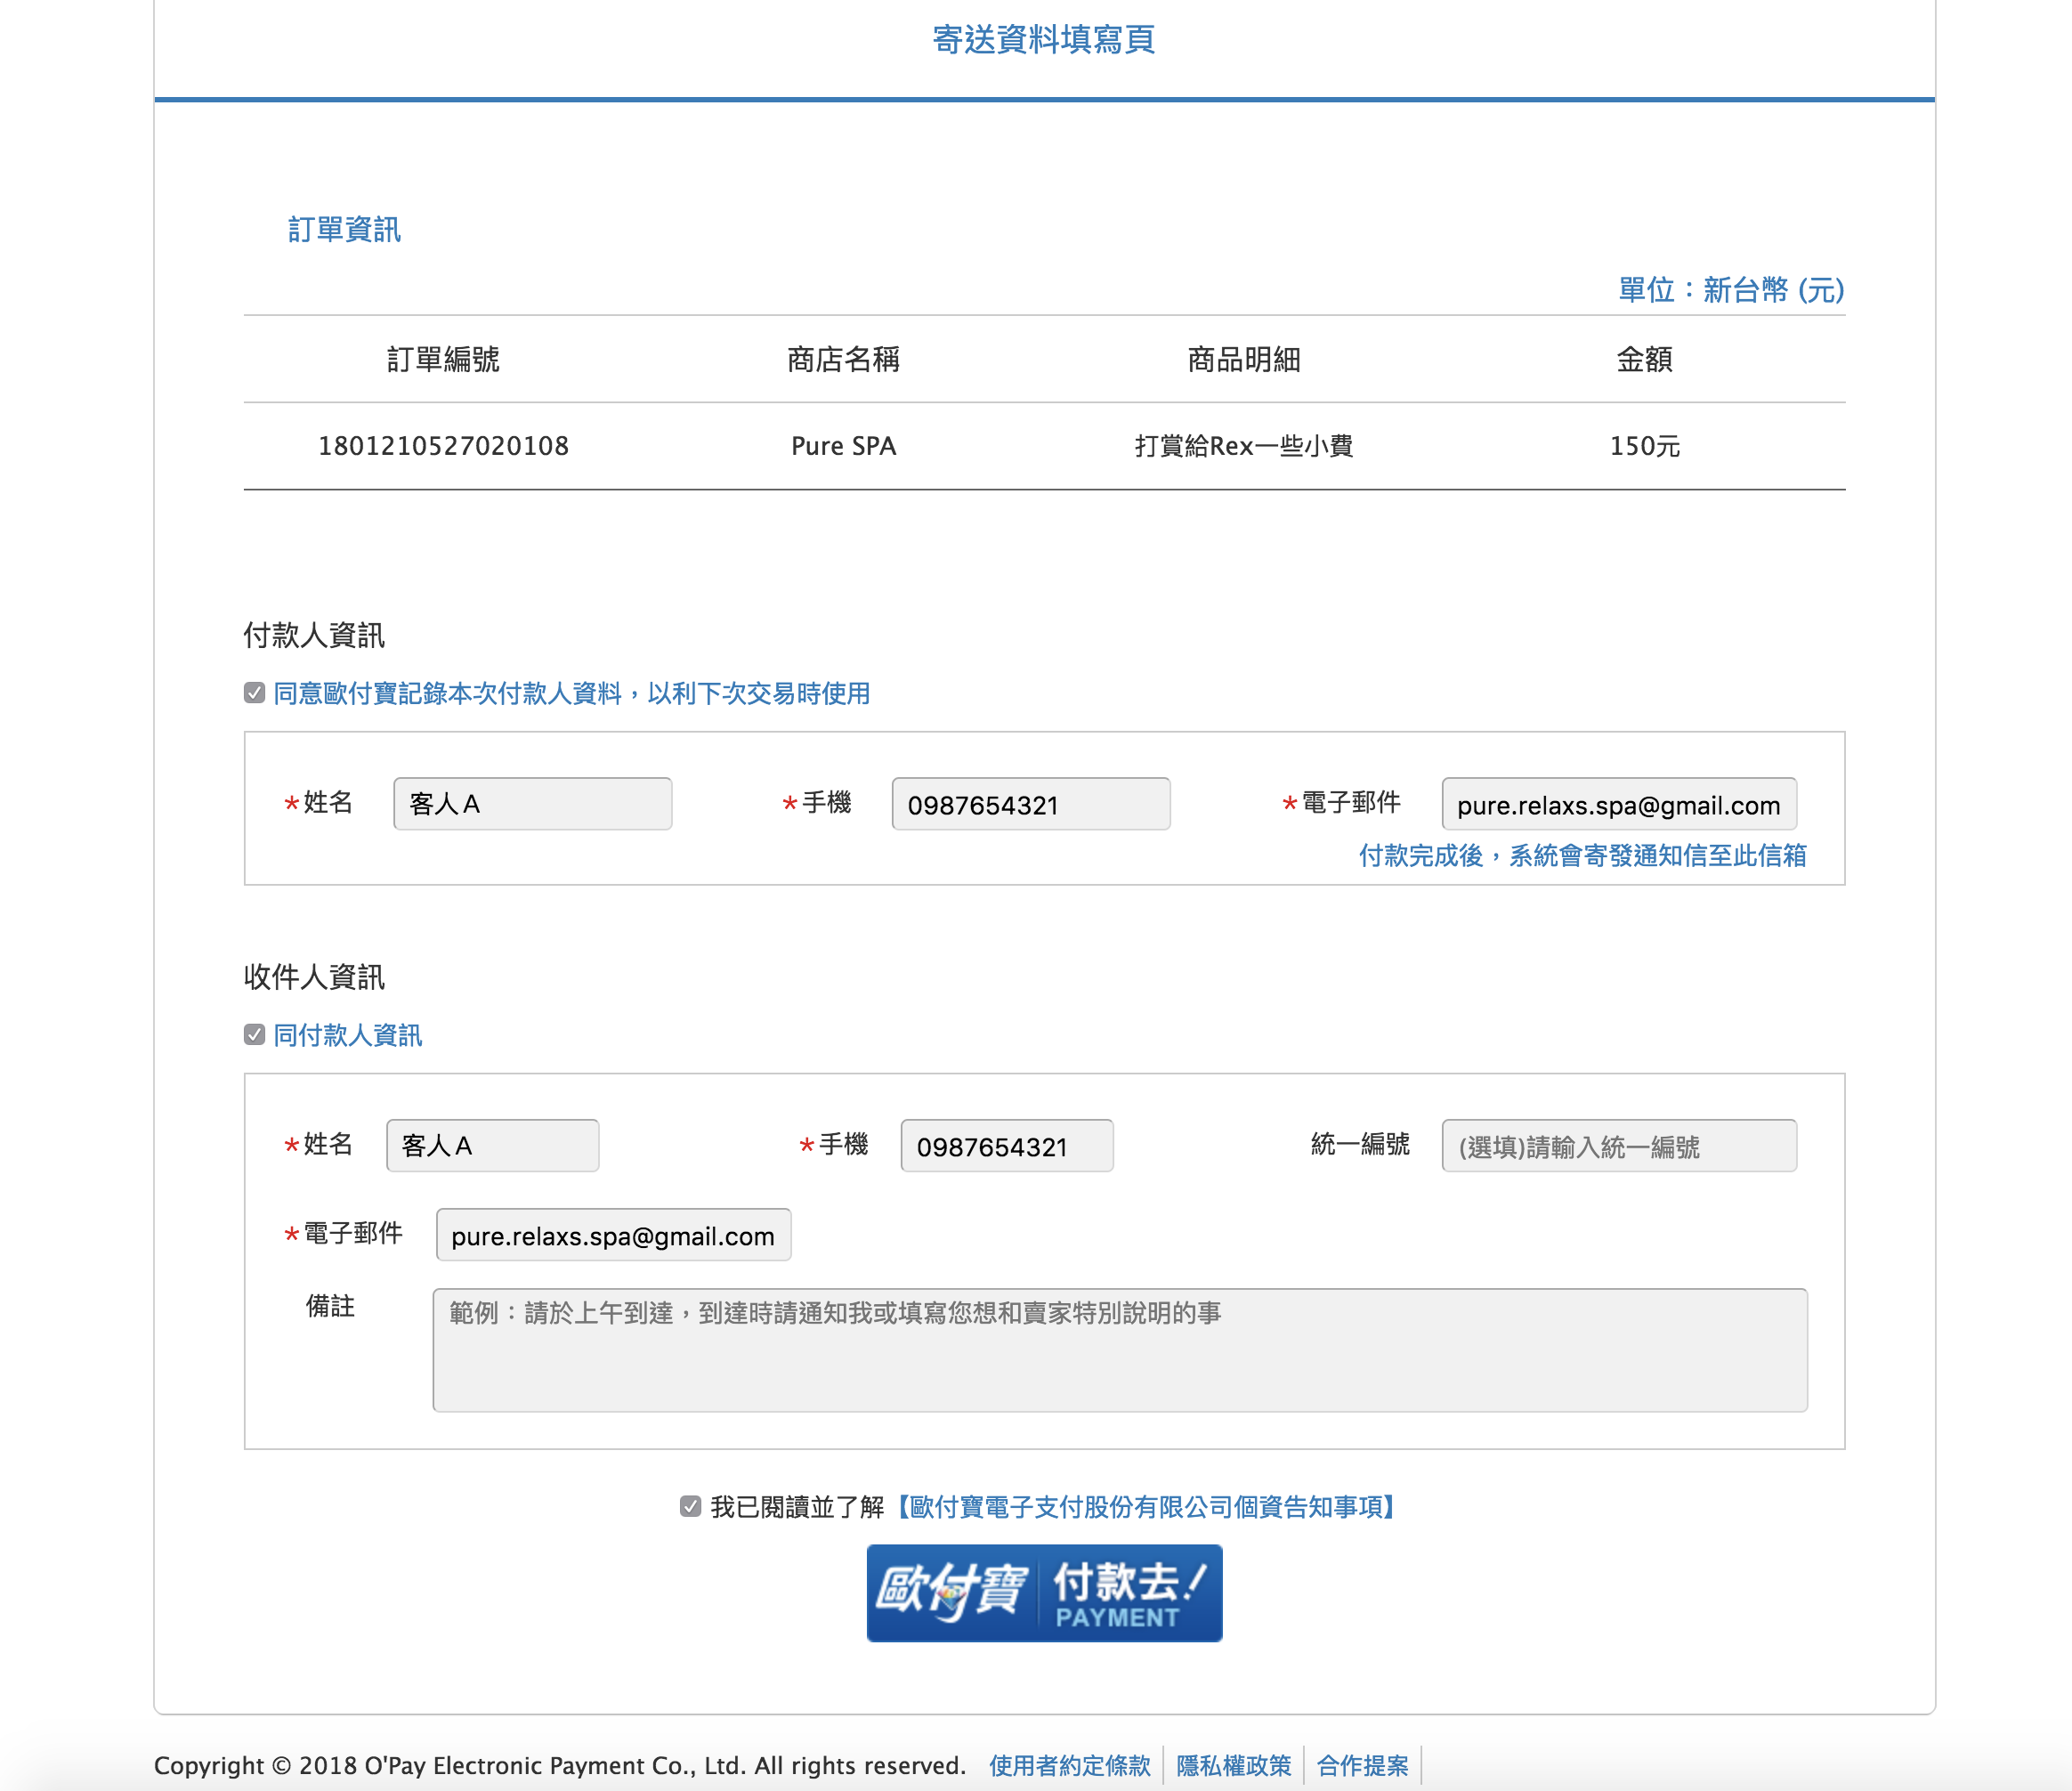 寄送資料填寫頁
訂單資訊
單位：新台幣 (元)
訂單編號 商店名稱 商品明細 金額
1801210527020108 Pure SPA 打賞給Rex一些小費 150元
付款人資訊
同意歐付寶記錄本次付款人資料，以利下次交易時使用
*姓名 客人A *手機 0987654321 *電子郵件 pure.relaxs.spa@gmail.com
付款完成後，系統會寄發通知信至此信箱
收件人資訊
同付款人資訊
*姓名 客人A *手機 0987654321 統一編號 (選填)請輸入統一編號
*電子郵件 pure.relaxs.spa@gmail.com
備註 範例：請於上午到達，到達時請通知我或填寫您想和賣家特別說明的事
我已閱讀並了解【歐付寶電子支付股份有限公司個資告知事項】
歐付寶 付款去!
PAYMENT
Copyright © 2018 O'Pay Electronic Payment Co., Ltd. All rights reserved. 使用者約定條款 隱私權政策 合作提案